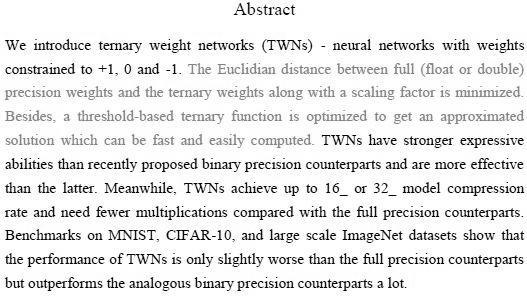 Abstract
We introduce ternary weight networks (TWNs) - neural networks with weights
constrained to +1, 0 and -1. The Euclidian distance between full (float or double)
precision weights and the ternary weights along with a scaling factor is minimized.
Besides, a threshold-based ternary function is optimized to get an approximated
solution which can be fast and easily computed. TWNs have stronger expressive
abilities than recently proposed binary precision counterparts and are more effective
than the latter. Meanwhile, TWNs achieve up to 16_ or 32_ model compression
rate and need fewer multiplications compared with the full precision counterparts.
Benchmarks on MNIST, CIFAR-10, and large scale ImageNet datasets show that
the performance of TWNs is only slightly worse than the full precision counterparts
but outperforms the analogous binary precision counterparts a lot.